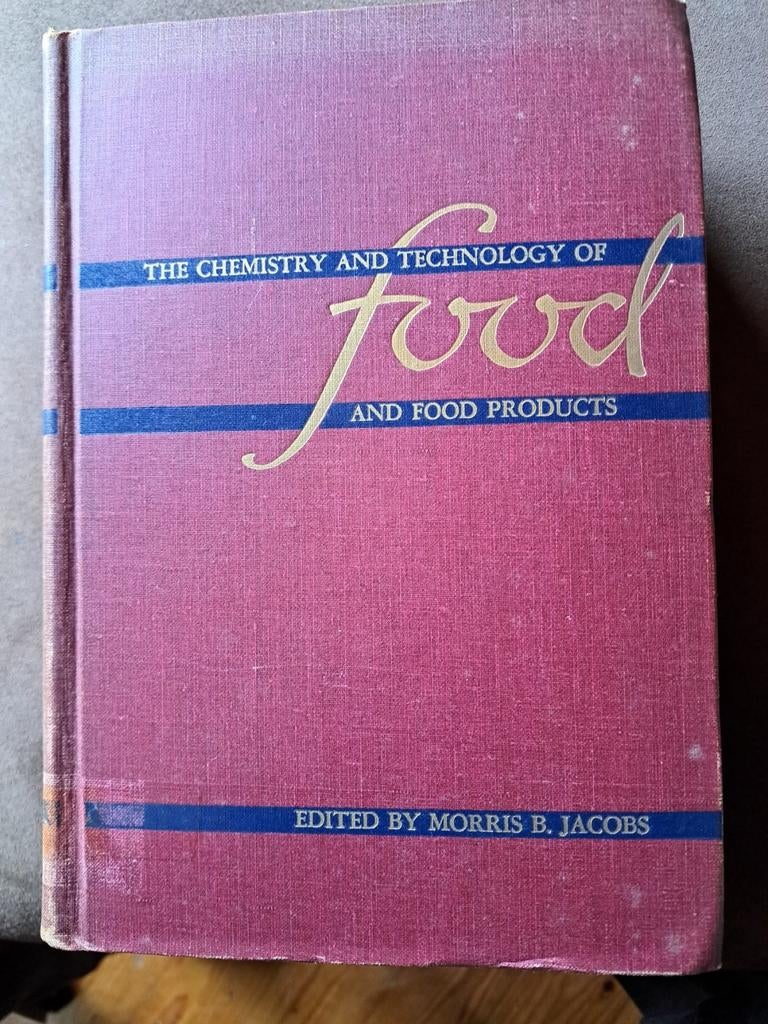 THE CHEMISTRY AND TECHNOLOGY OF
food
AND FOOD PRODUCTS
EDITED BY MORRIS B. JACOBS